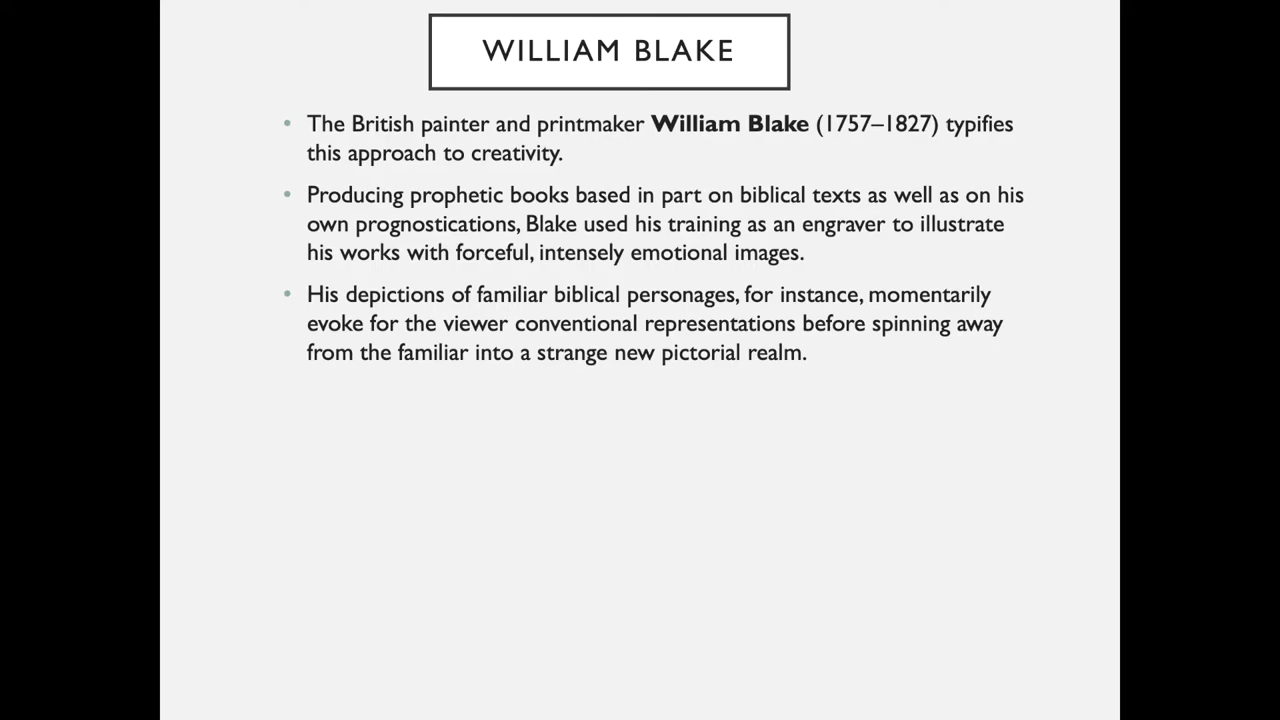 WILLIAM BLAKE
• The British painter and printmaker William Blake (1757–1827) typifies
this approach to creativity.
• Producing prophetic books based in part on biblical texts as well as on his
own prognostications, Blake used his training as an engraver to illustrate
his works with forceful, intensely emotional images.
• His depictions of familiar biblical personages, for instance, momentarily
evoke for the viewer conventional representations before spinning away
from the familiar into a strange new pictorial realm.